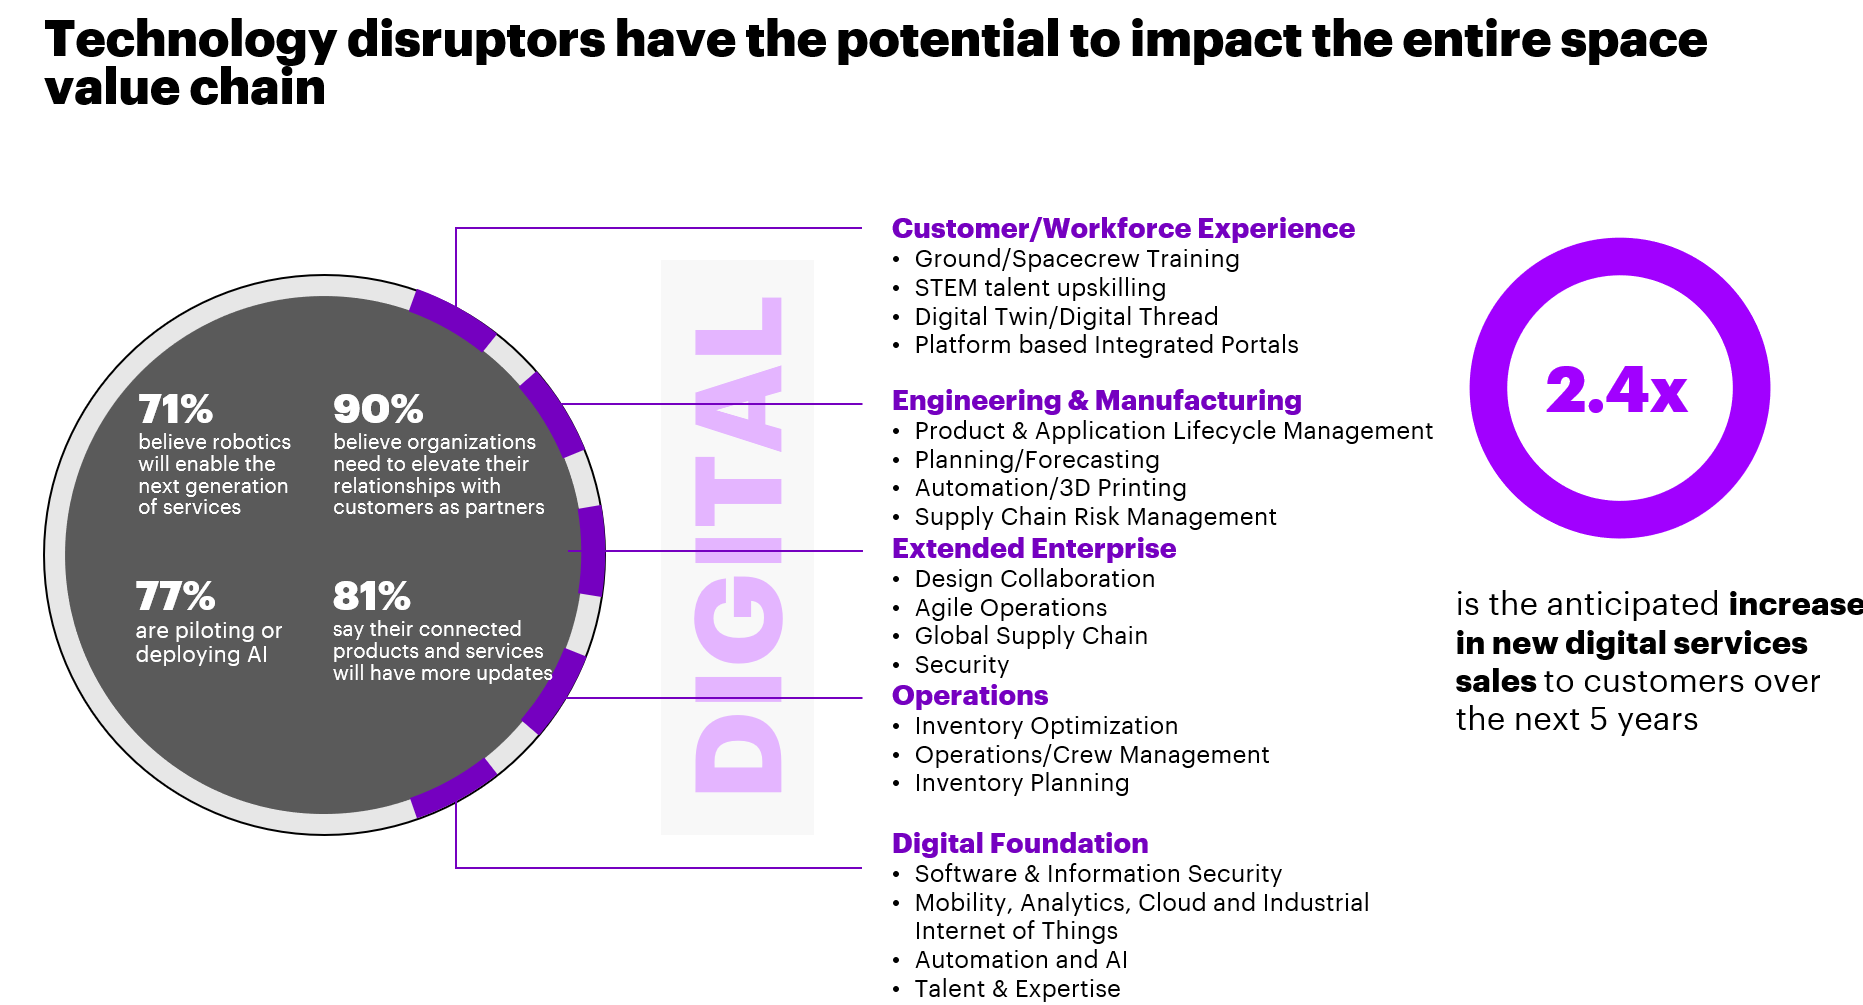 Technology disruptors have the potential to impact the entire space
value chain
71%
believe robotics
will enable the
next generation
of services
90%
believe organizations
need to elevate their
relationships with
customers as partners
77%
are piloting or
deploying AI
81%
say their connected
products and services
will have more updates
DIGITAL
Customer/Workforce Experience
• Ground/Spacecrew Training
• STEM talent upskilling
• Digital Twin/Digital Thread
• Platform based Integrated Portals
Engineering & Manufacturing
• Product & Application Lifecycle Management
• Planning/Forecasting
• Automation/3D Printing
• Supply Chain Risk Management
Extended Enterprise
• Design Collaboration
• Agile Operations
• Global Supply Chain
• Security
Operations
• Inventory Optimization
• Operations/Crew Management
• Inventory Planning
Digital Foundation
• Software & Information Security
• Mobility, Analytics, Cloud and Industrial
Internet of Things
• Automation and AI
• Talent & Expertise
2.4x
is the anticipated increase
in new digital services
sales to customers over
the next 5 years